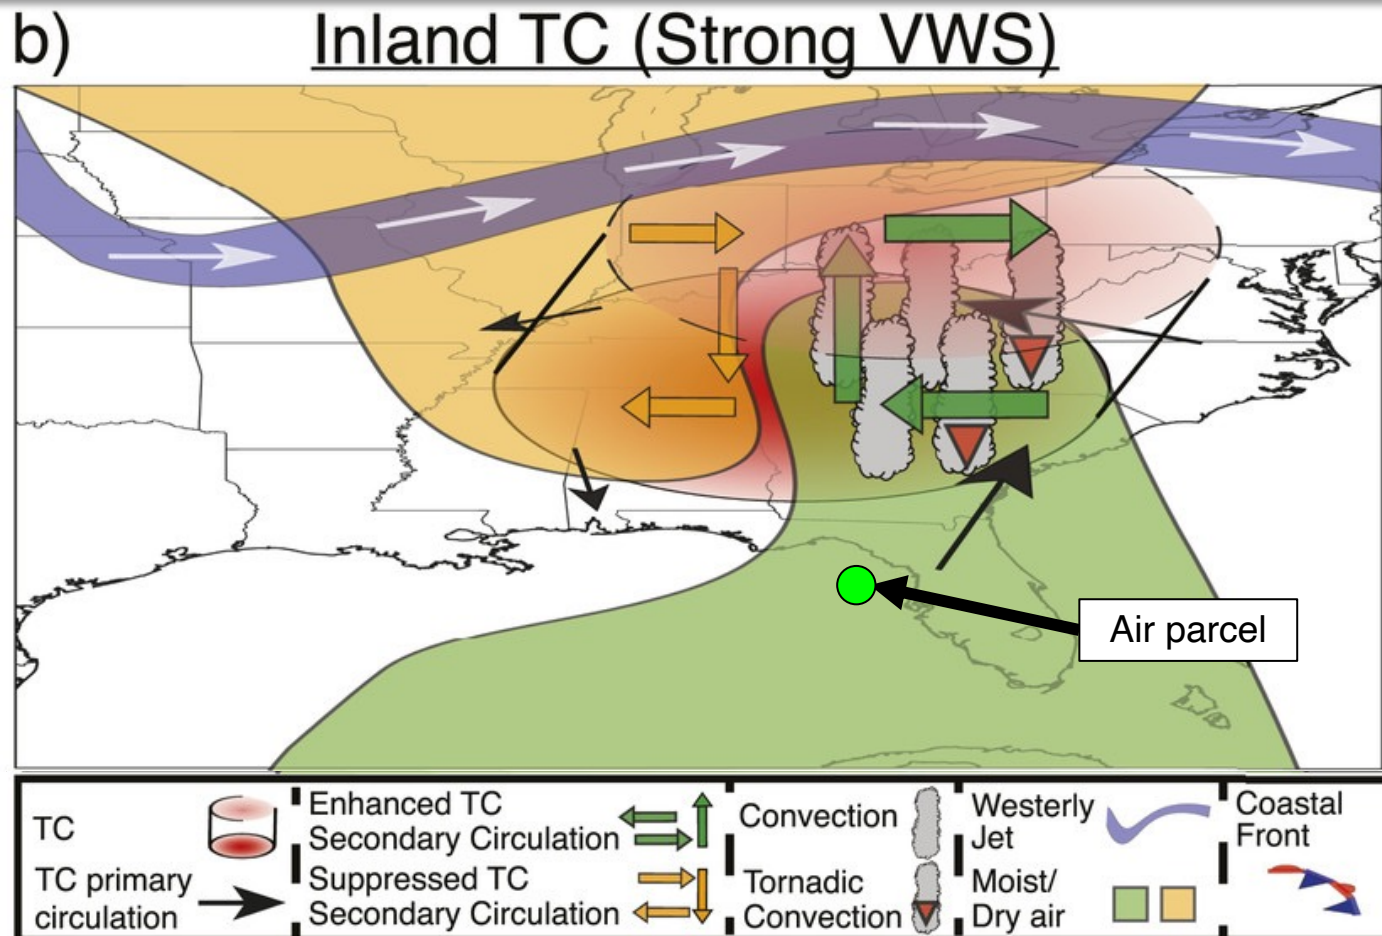 b)
Inland TC (Strong VWS)
Air parcel
TC
TC primary
circulation
Enhanced TC
Secondary Circulation
Suppressed TC
Secondary Circulation
Convection
Tornadic
Convection
Westerly
Jet
Moist/
Dry air
Coastal
Front